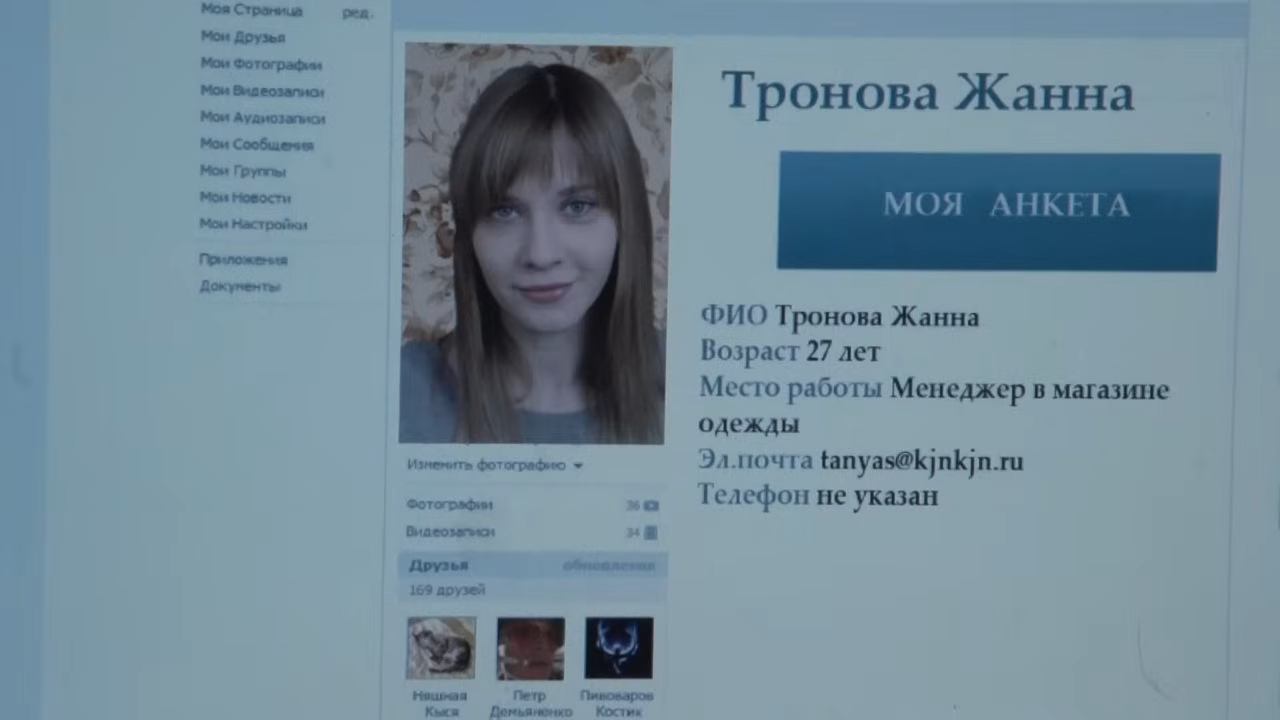 Моя Страница ред.
Мои Друзья
Мои Фотографии
Мои Видеозаписи
Мои Аудиозаписи
Мои Сообщения
Мои Группы
Мои Новости
Мои Настройки
Приложения
Документы
Изменить фотографию
Фотографии 36
Видеозаписи 34
Друзья обновления
169 друзей
Няшная Кыся
Петр Демьяненко
Пивоваров Костик
Тронова Жанна
МОЯ АНКЕТА
ФИО Тронова Жанна
Возраст 27 лет
Место работы Менеджер в магазине
одежды
Эл.почта tanyas@kjnkjn.ru
Телефон не указан